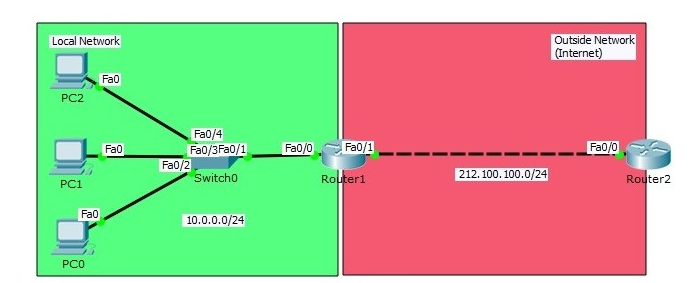 Local Network
Outside Network
(Internet)
Fa0
PC2
Fa0/4
Fa0
Fa0/3
Fa0/1
Fa0/0
Fa0/1
Fa0/0
PC1
Fa0/2
Switch0
Router1
212.100.100.0/24
Router2
Fa0
10.0.0.0/24
PC0